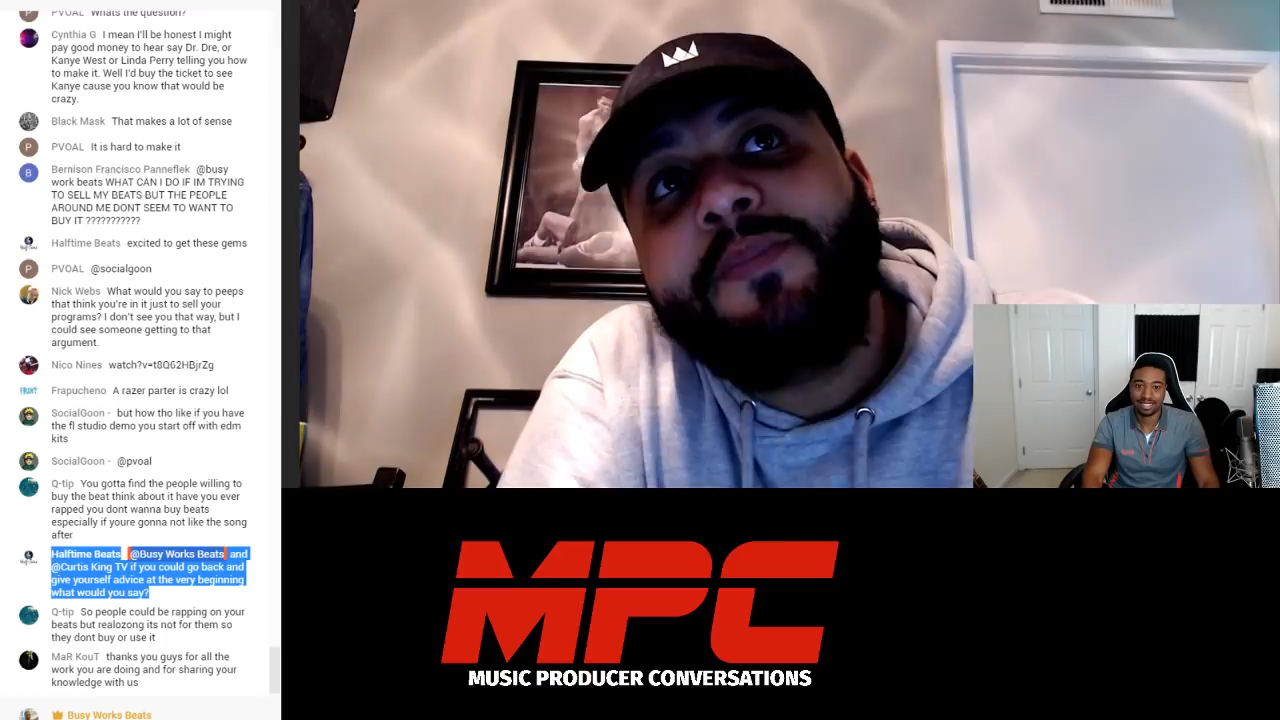 PVOAL Whats the question?
Cynthia G I mean I'll be honest I might
pay good money to hear say Dr. Dre, or
Kanye West or Linda Perry telling you how
to make it. Well I'd buy the ticket to see
Kanye cause you know that would be
crazy.
Black Mask That makes a lot of sense
P PVOAL It is hard to make it
B Bernison Francisco Panneflek @busy
work beats WHAT CAN I DO IF IM TRYING
TO SELL MY BEATS BUT THE PEOPLE
AROUND ME DONT SEEM TO WANT TO
BUY IT ???????????
Halftime Beats excited to get these gems
P PVOAL @socialgoon
Nick Webs What would you say to peeps
that think you're in it just to sell your
programs? I don't see you that way, but I
could see someone getting to that
argument.
Nico Nines watch?v=t8Q62HBjrZg
FRUNT Frapucheno A razer parter is crazy lol
SocialGoon - but how tho like if you have
the fl studio demo you start off with edm
kits
SocialGoon - @pvoal
Q-tip You gotta find the people willing to
buy the beat think about it have you ever
rapped you dont wanna buy beats
especially if youre gonna not like the song
after
Halftime Beats @Busy Works Beats and
@Curtis King TV if you could go back and
give yourself advice at the very beginning
what would you say?
Q-tip So people could be rapping on your
beats but realozong its not for them so
they dont buy or use it
MaR KouT thanks you guys for all the
work you are doing and for sharing your
knowledge with us
Busy Works Beats
MPC
MUSIC PRODUCER CONVERSATIONS